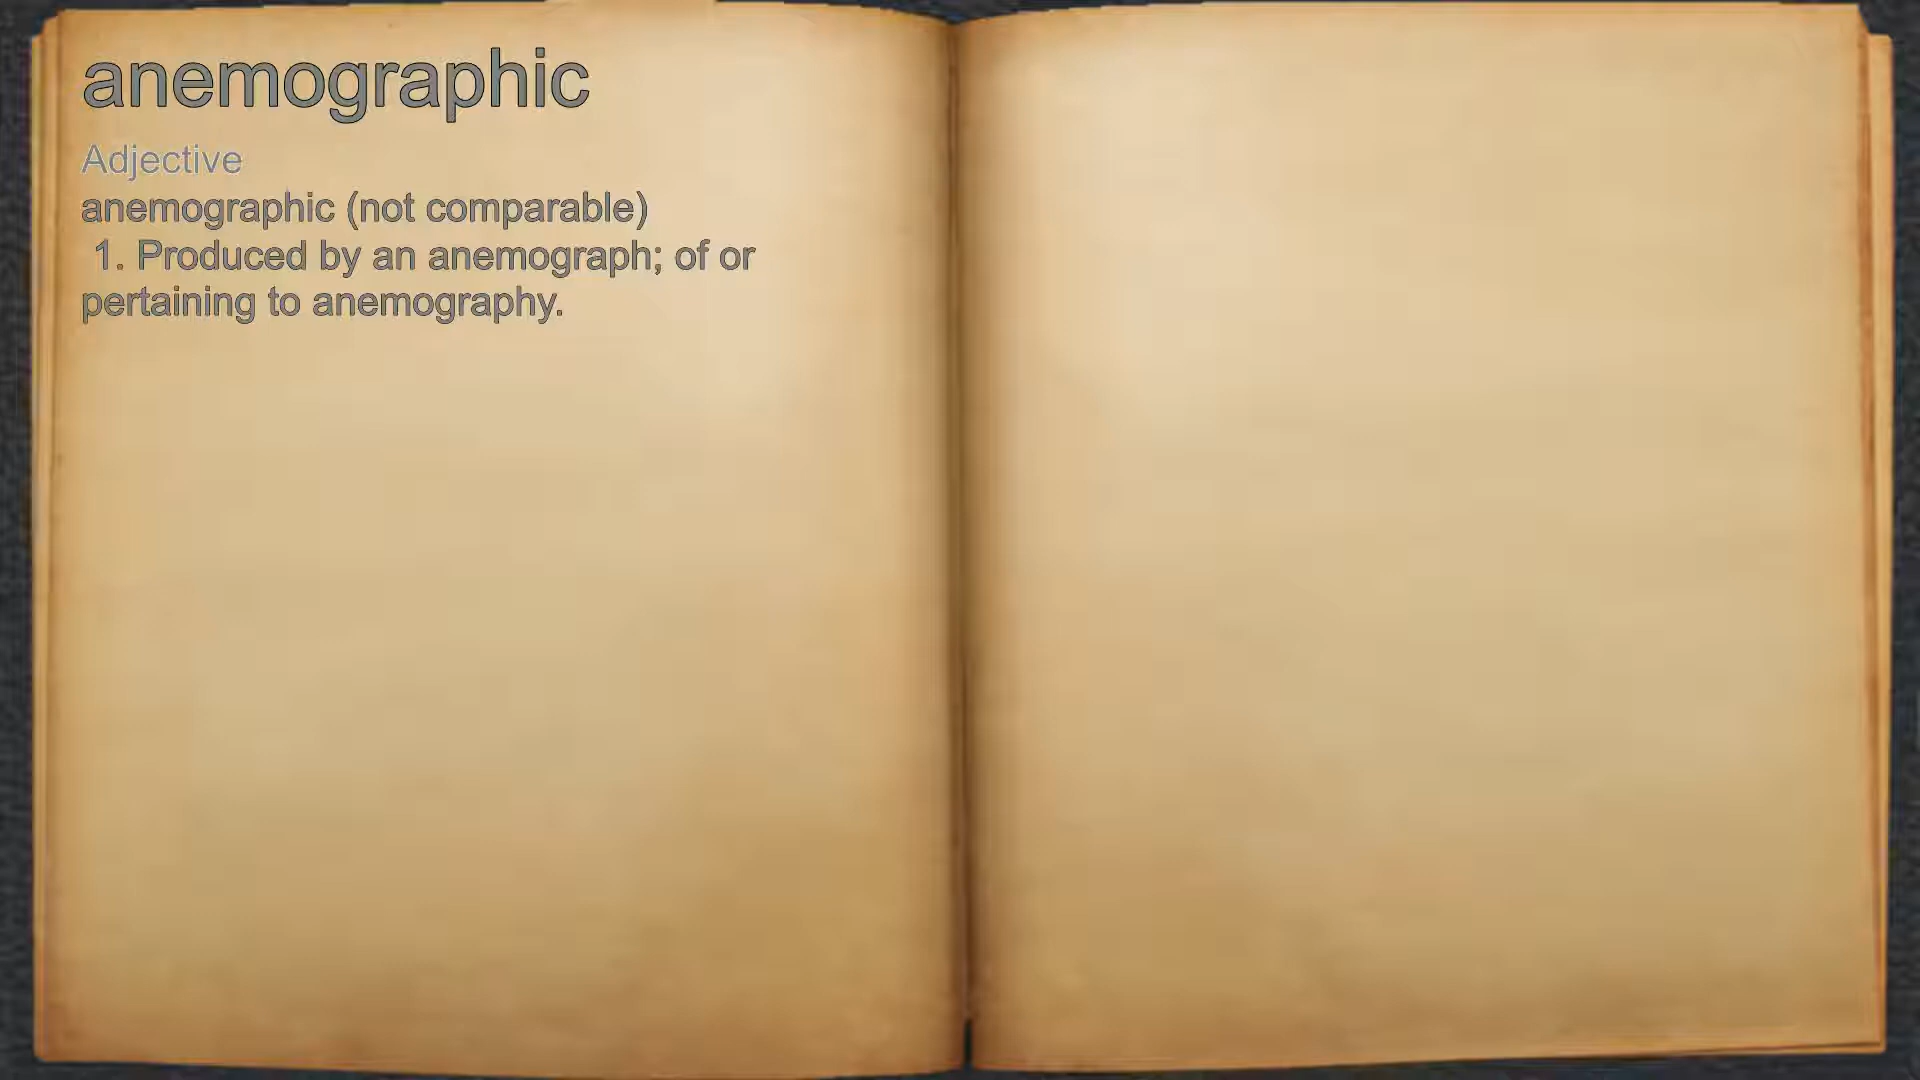 anemographic
Adjective
anemographic (not comparable)
1. Produced by an anemograph; of or
pertaining to anemography.